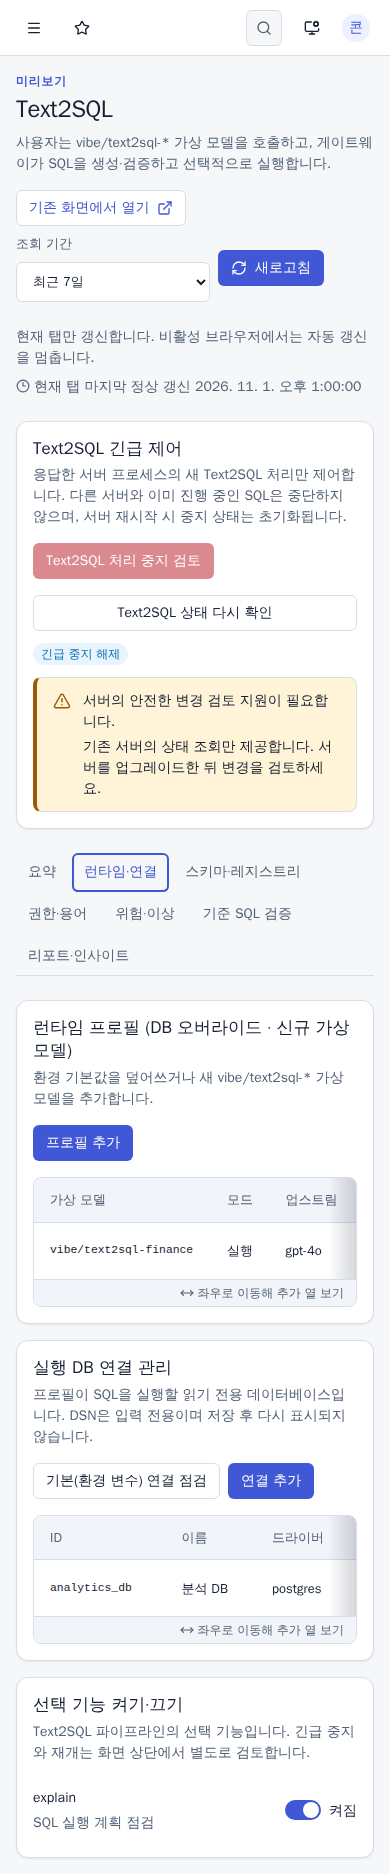 콘
미리보기
Text2SQL
사용자는 vibe/text2sql-* 가상 모델을 호출하고, 게이트웨
이가 SQL을 생성·검증하고 선택적으로 실행합니다.
기존 화면에서 열기
조회 기간
최근 7일
새로고침
현재 탭만 갱신합니다. 비활성 브라우저에서는 자동 갱신
을 멈춥니다.
현재 탭 마지막 정상 갱신 2026. 11. 1. 오후 1:00:00
Text2SQL 긴급 제어
응답한 서버 프로세스의 새 Text2SQL 처리만 제어합
니다. 다른 서버와 이미 진행 중인 SQL은 중단하지
않으며, 서버 재시작 시 중지 상태는 초기화됩니다.
Text2SQL 처리 중지 검토
Text2SQL 상태 다시 확인
긴급 중지 해제
서버의 안전한 변경 검토 지원이 필요합
니다.
기존 서버의 상태 조회만 제공합니다. 서
버를 업그레이드한 뒤 변경을 검토하세
요.
요약
런타임·연결
스키마·레지스트리
권한·용어
위험·이상
기준 SQL 검증
리포트·인사이트
런타임 프로필 (DB 오버라이드 · 신규 가상
모델)
환경 기본값을 덮어쓰거나 새 vibe/text2sql-* 가상
모델을 추가합니다.
프로필 추가
가상 모델 모드 업스트림
vibe/text2sql-finance 실행 gpt-4o
좌우로 이동해 추가 열 보기
실행 DB 연결 관리
프로필이 SQL을 실행할 읽기 전용 데이터베이스입
니다. DSN은 입력 전용이며 저장 후 다시 표시되지
않습니다.
기본(환경 변수) 연결 점검
연결 추가
ID 이름 드라이버
analytics_db 분석 DB postgres
좌우로 이동해 추가 열 보기
선택 기능 켜기·끄기
Text2SQL 파이프라인의 선택 기능입니다. 긴급 중지
와 재개는 화면 상단에서 별도로 검토합니다.
explain
SQL 실행 계획 점검
켜짐